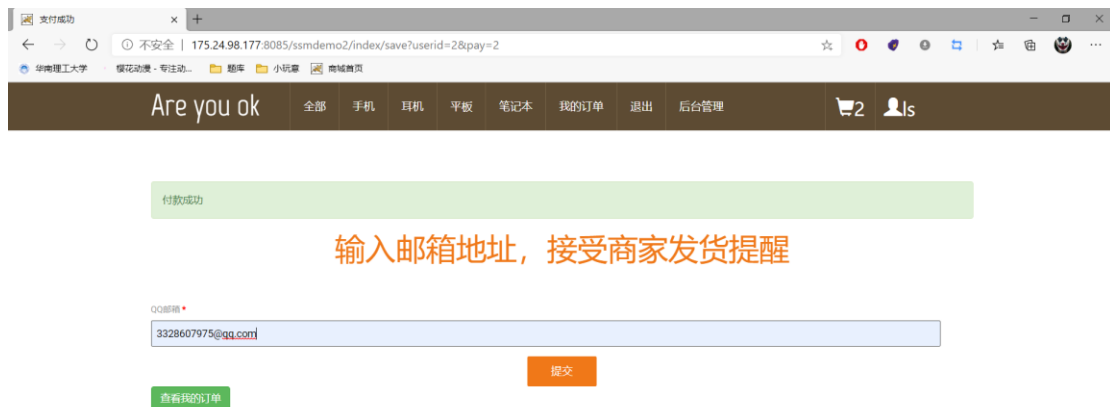 支付成功
不安全 | 175.24.98.177:8085/ssmdemo2/index/save?userid=2&pay=2
华南理工大学 樱花动漫 - 专注动... 题库 小玩意 商城首页
Are you ok 全部 手机 耳机 平板 笔记本 我的订单 退出 后台管理 2 ls
付款成功
输入邮箱地址，接受商家发货提醒
QQ邮箱*
3328607975@qq.com
提交
查看我的订单